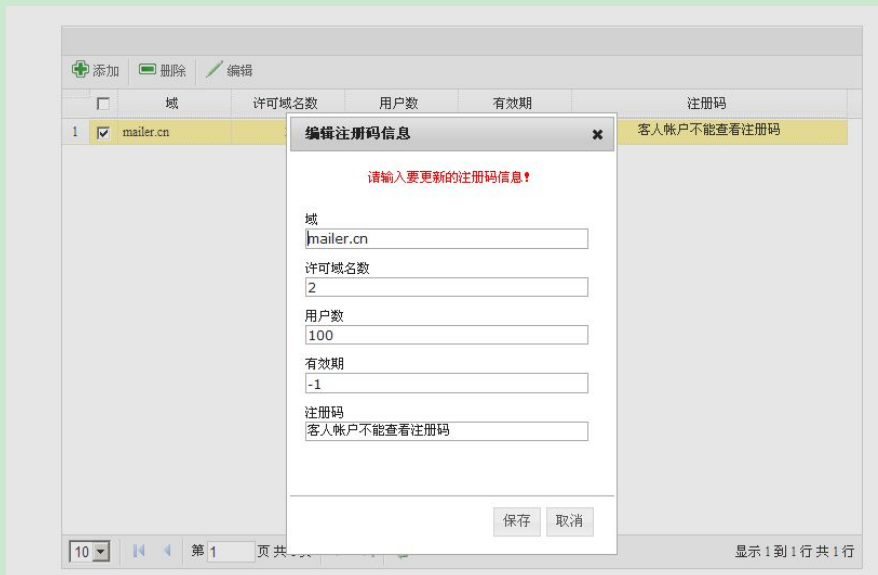 添加 删除 编辑
域 许可域名数 用户数 有效期 注册码
1 mailer.cn 客人帐户不能查看注册码
编辑注册码信息
请输入要更新的注册码信息!
域
mailer.cn
许可域名数
2
用户数
100
有效期
-1
注册码
客人帐户不能查看注册码
保存 取消
10 第 1 页 共 显示 1 到 1 行 共 1 行